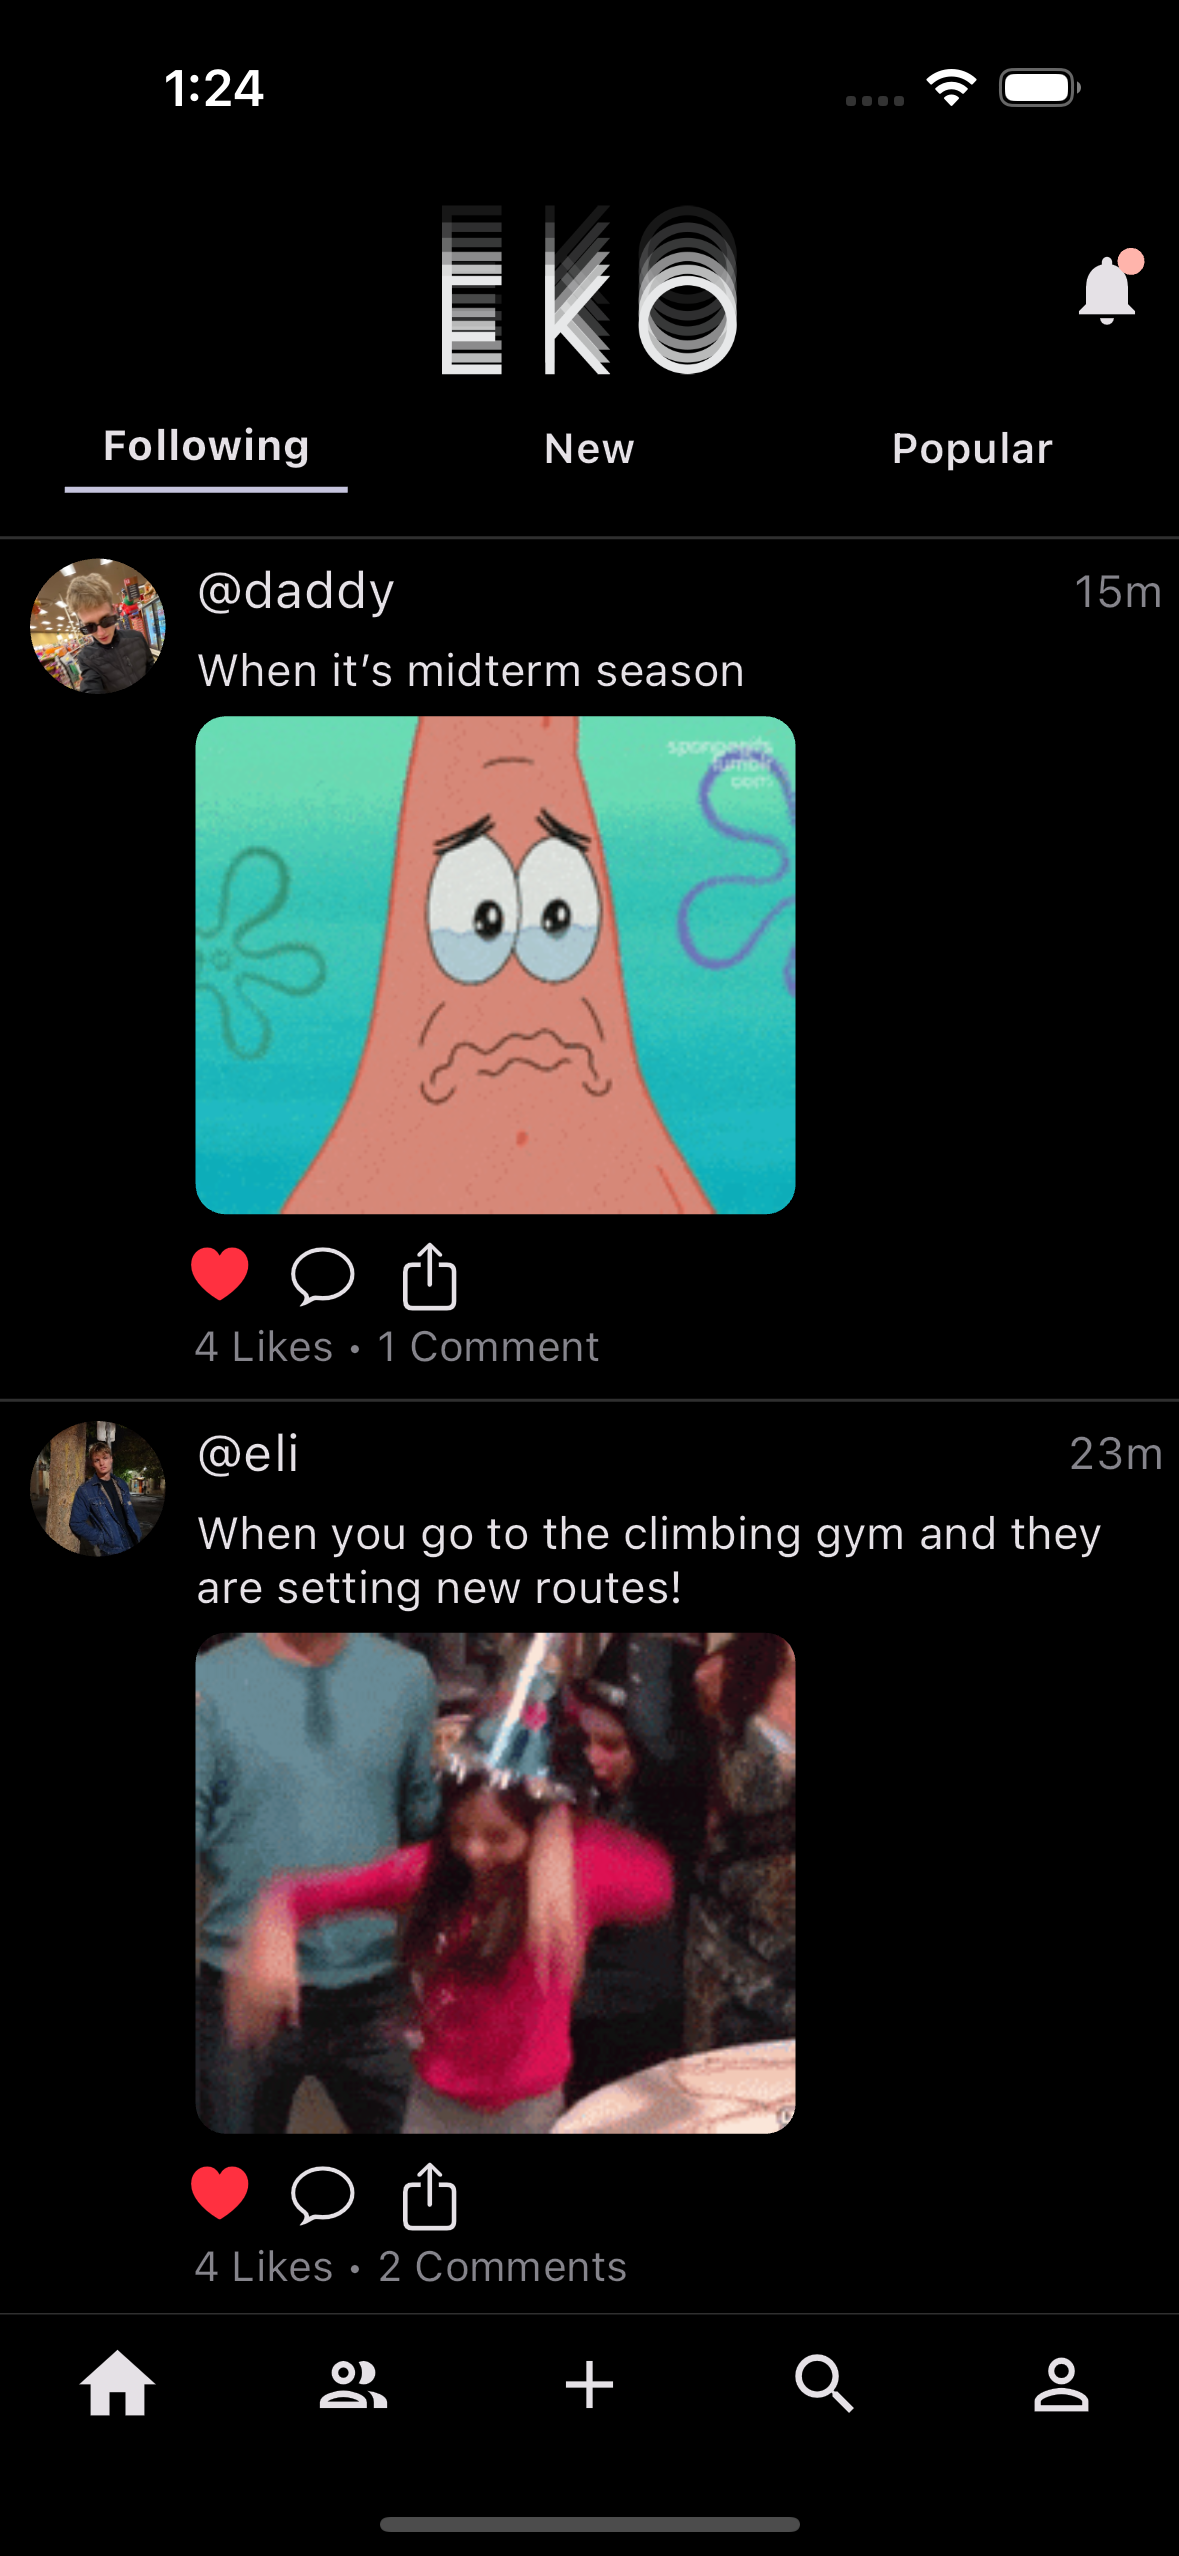 1:24
EKO
Following
New
Popular
@daddy
15m
When it’s midterm season
spongegifs
tumblr
com
4 Likes • 1 Comment
@eli
23m
When you go to the climbing gym and they
are setting new routes!
4 Likes • 2 Comments